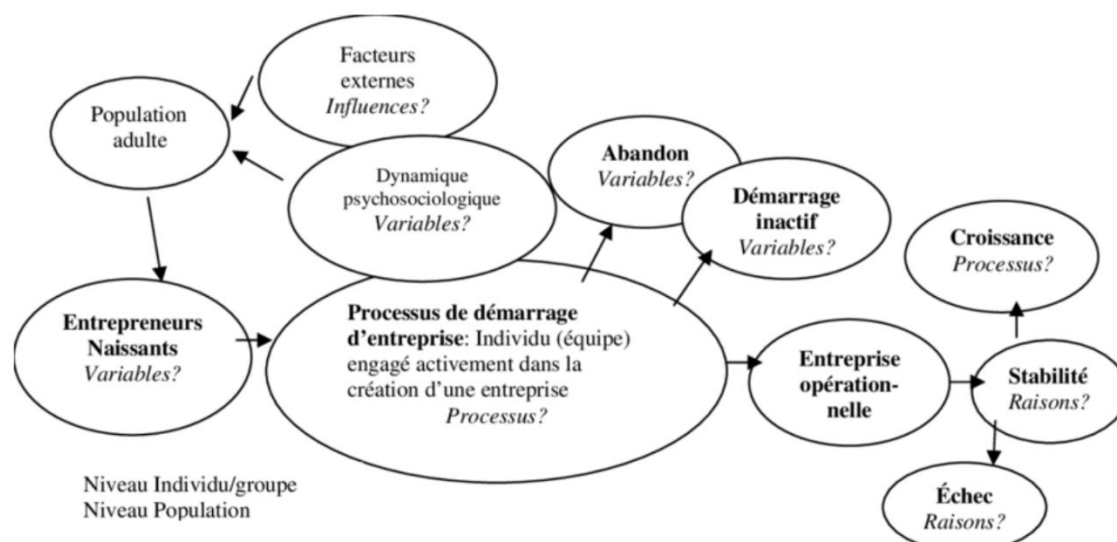 Facteurs
externes
Influences?
Population
adulte
Dynamique
psychosociologique
Variables?
Abandon
Variables?
Démarrage
inactif
Variables?
Croissance
Processus?
Entrepreneurs
Naissants
Variables?
Processus de démarrage
d’entreprise: Individu (équipe)
engagé activement dans la
création d’une entreprise
Processus?
Entreprise
opération-
nelle
Stabilité
Raisons?
Échec
Raisons?
Niveau Individu/groupe
Niveau Population